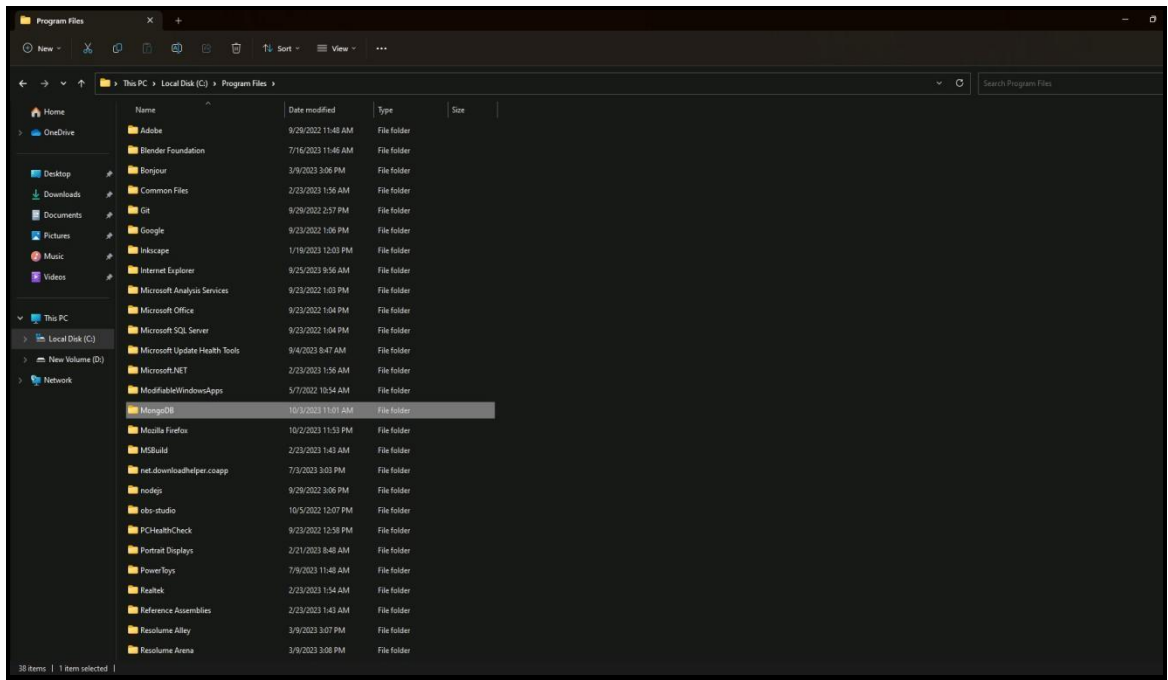 Program Files
New Sort View
This PC Local Disk (C:) Program Files Search Program Files
Home
OneDrive
Desktop
Downloads
Documents
Pictures
Music
Videos
This PC
Local Disk (C:)
New Volume (D:)
Network
Name Date modified Type Size
Adobe 9/29/2022 11:48 AM File folder
Blender Foundation 7/16/2023 11:46 AM File folder
Bonjour 3/9/2023 3:06 PM File folder
Common Files 2/23/2023 1:56 AM File folder
Git 9/29/2022 2:57 PM File folder
Google 9/23/2022 1:06 PM File folder
Inkscape 1/19/2023 12:03 PM File folder
Internet Explorer 9/25/2023 9:56 AM File folder
Microsoft Analysis Services 9/23/2022 1:03 PM File folder
Microsoft Office 9/23/2022 1:04 PM File folder
Microsoft SQL Server 9/23/2022 1:04 PM File folder
Microsoft Update Health Tools 9/4/2023 8:47 AM File folder
Microsoft.NET 2/23/2023 1:56 AM File folder
ModifiableWindowsApps 5/7/2022 10:54 AM File folder
MongoDB 10/3/2023 11:01 AM File folder
Mozilla Firefox 10/2/2023 11:53 PM File folder
MSBuild 2/23/2023 1:43 AM File folder
net.downloadhelper.coapp 7/3/2023 3:03 PM File folder
nodejs 9/29/2022 3:06 PM File folder
obs-studio 10/5/2022 12:07 PM File folder
PCHealthCheck 9/23/2022 12:58 PM File folder
Portrait Displays 2/21/2023 8:48 AM File folder
PowerToys 7/9/2023 11:48 AM File folder
Realtek 2/23/2023 1:54 AM File folder
Reference Assemblies 2/23/2023 1:43 AM File folder
Resolume Alley 3/9/2023 3:07 PM File folder
Resolume Arena 3/9/2023 3:08 PM File folder
38 items | 1 item selected |